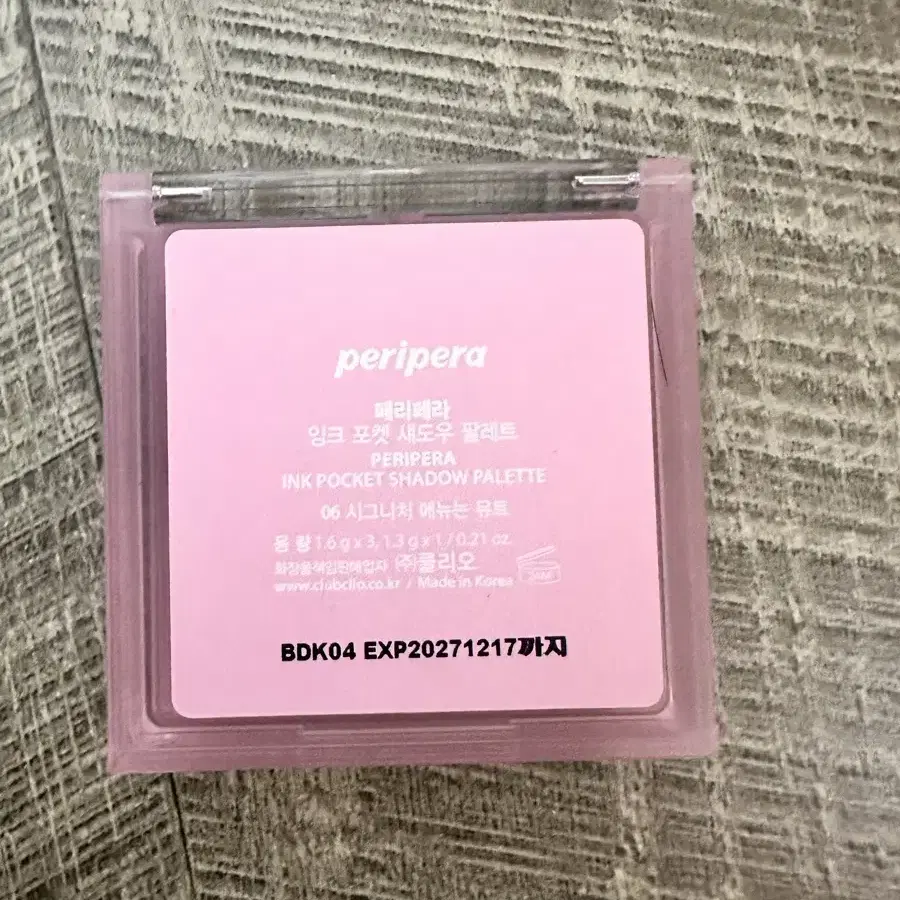 peripera
페리페라
잉크 포켓 섀도우 팔레트
PERIPERA
INK POCKET SHADOW PALETTE
06 시그니처 메뉴는 뮤트
용 량 1.6 g x 3, 1.3 g x 1 / 0.21 oz.
화장품책임판매업자 (주)클리오
www.clubclio.co.kr / Made in Korea
BDK04 EXP20271217까지